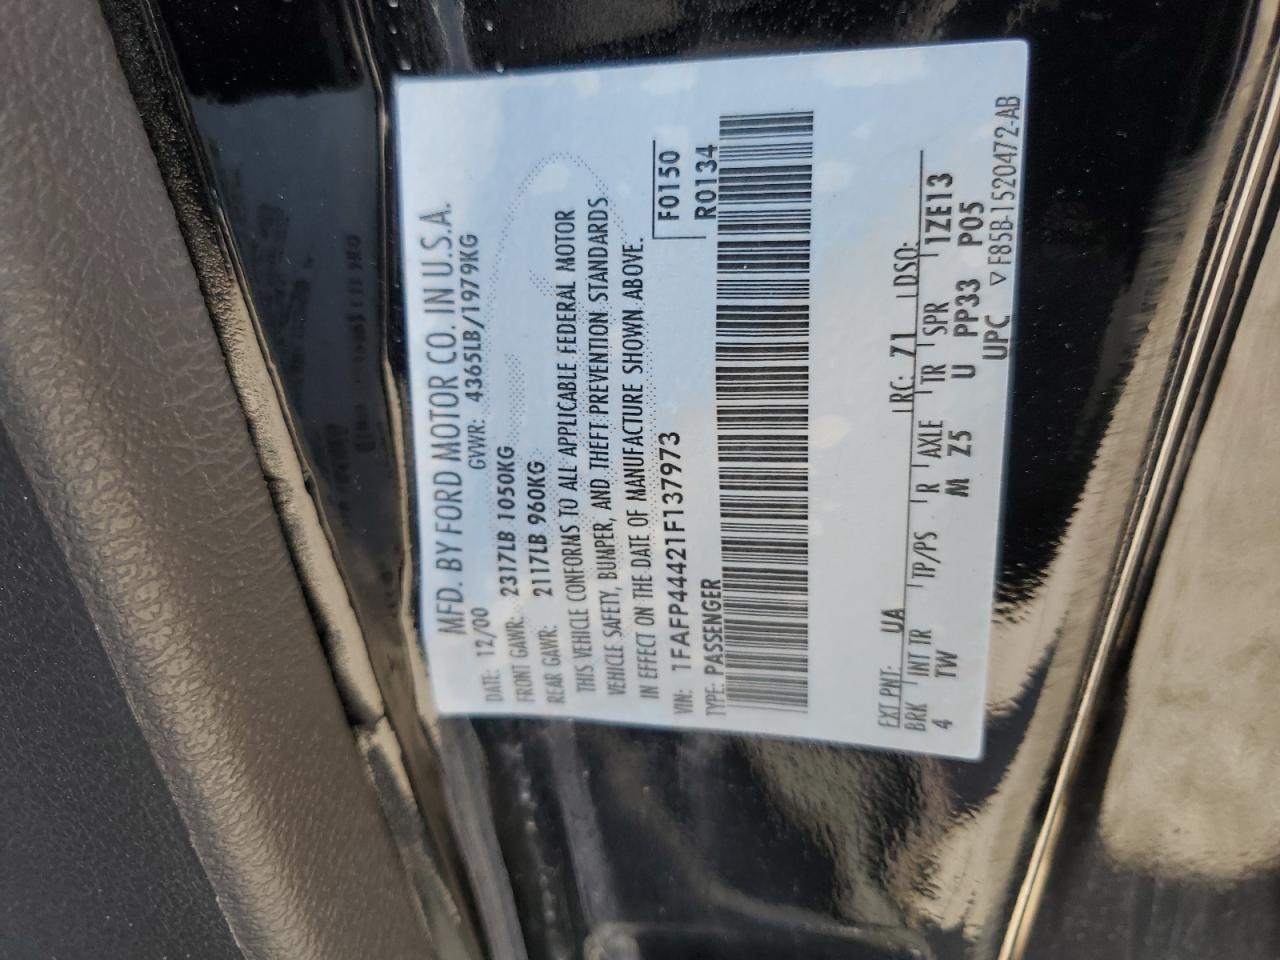 MFD. BY FORD MOTOR CO. IN U.S.A.
DATE: 12/00 GVWR: 4365LB/1979KG
FRONT GAWR: 2317LB 1050KG
REAR GAWR: 2117LB 960KG
THIS VEHICLE CONFORMS TO ALL APPLICABLE FEDERAL MOTOR
VEHICLE SAFETY, BUMPER, AND THEFT PREVENTION STANDARDS
IN EFFECT ON THE DATE OF MANUFACTURE SHOWN ABOVE.
VIN: 1FAFP44421F137973 F0150
TYPE: PASSENGER R0134
EXT PNT: UA RC: 71 DSO:
BRK INT TR TP/PS R AXLE TR SPR 1ZE13
4 TW M Z5 U PP33 P05
UPC ▽ F85B-1520472-AB